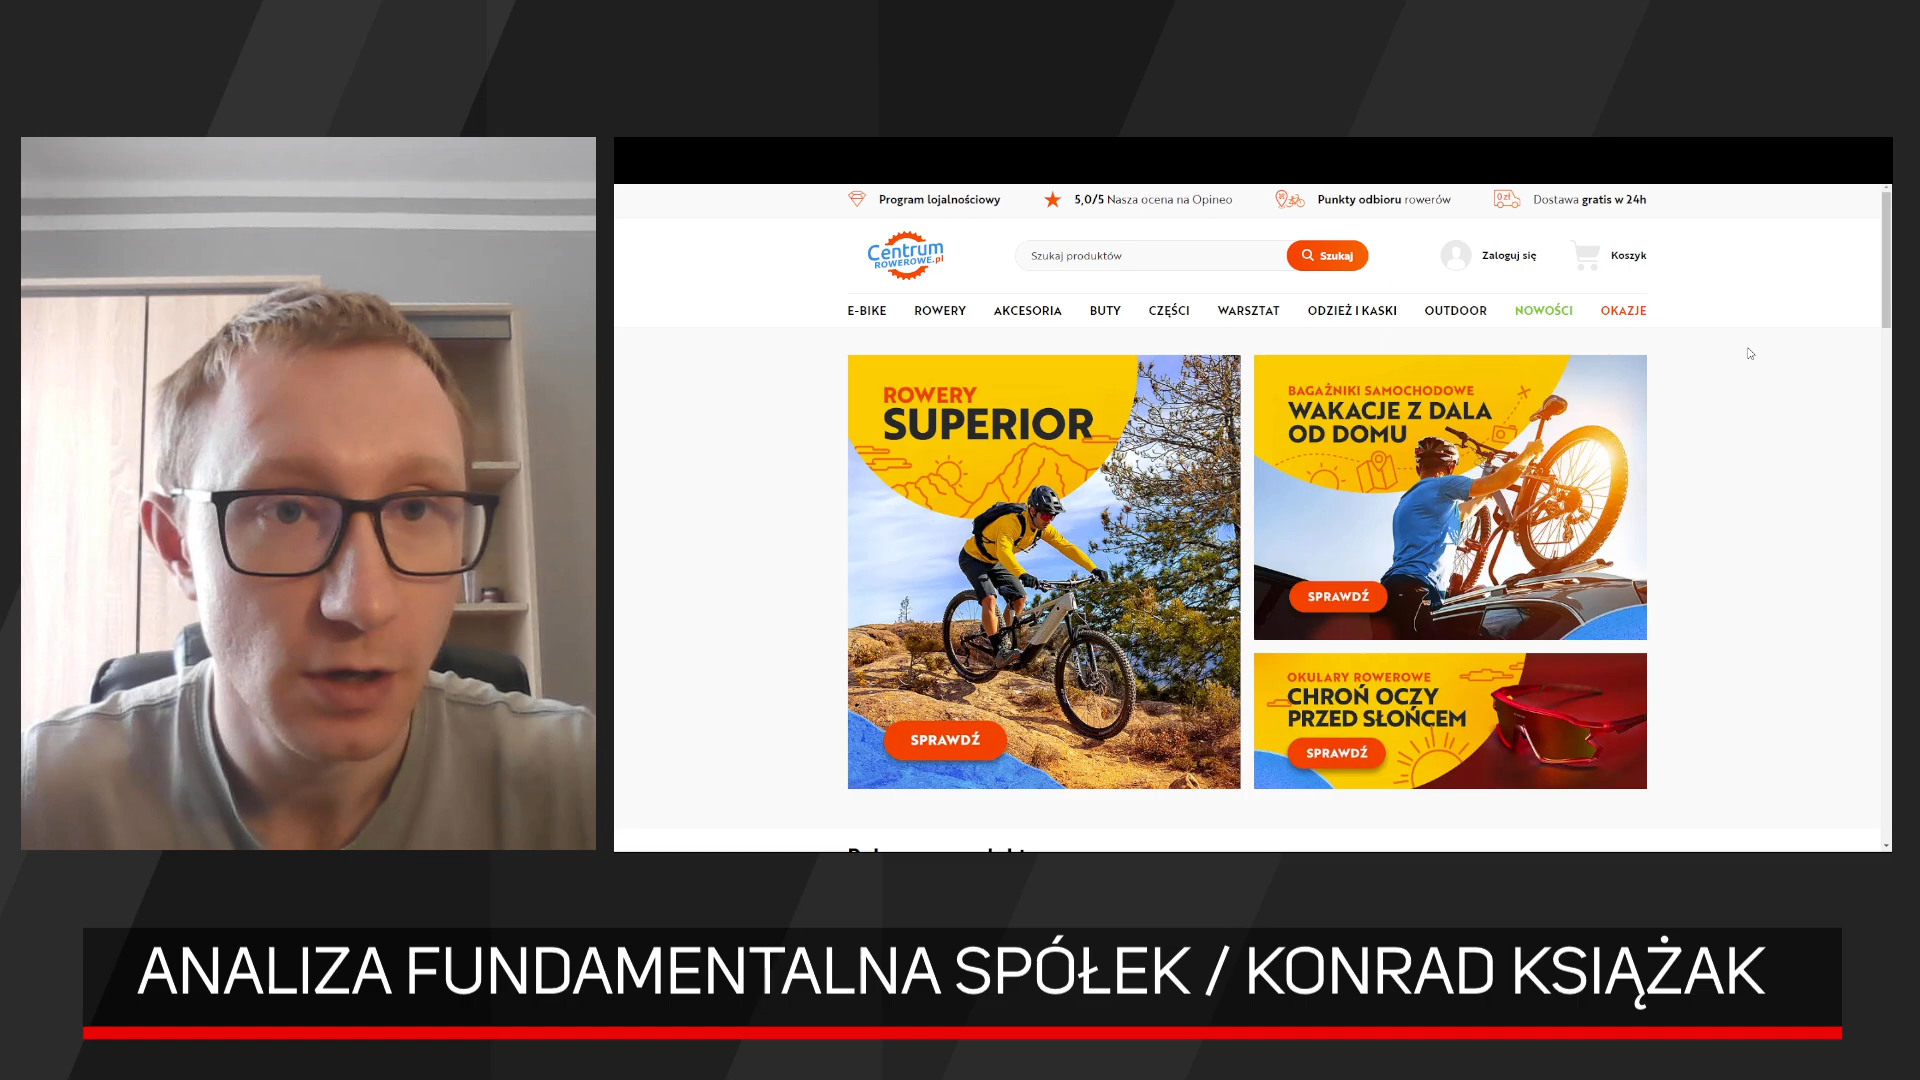 Program lojalnościowy
5,0/5 Nasza ocena na Opineo
Punkty odbioru rowerów
0 zł
Dostawa gratis w 24h
Centrum
ROWEROWE.pl
Szukaj produktów
Szukaj
Zaloguj się
Koszyk
E-BIKE
ROWERY
AKCESORIA
BUTY
CZĘŚCI
WARSZTAT
ODZIEŻ I KASKI
OUTDOOR
NOWOŚCI
OKAZJE
ROWERY
SUPERIOR
SPRAWDŹ
BAGAŻNIKI SAMOCHODOWE
WAKACJE Z DALA
OD DOMU
SPRAWDŹ
OKULARY ROWEROWE
CHROŃ OCZY
PRZED SŁOŃCEM
SPRAWDŹ
ANALIZA FUNDAMENTALNA SPÓŁEK / KONRAD KSIĄŻAK